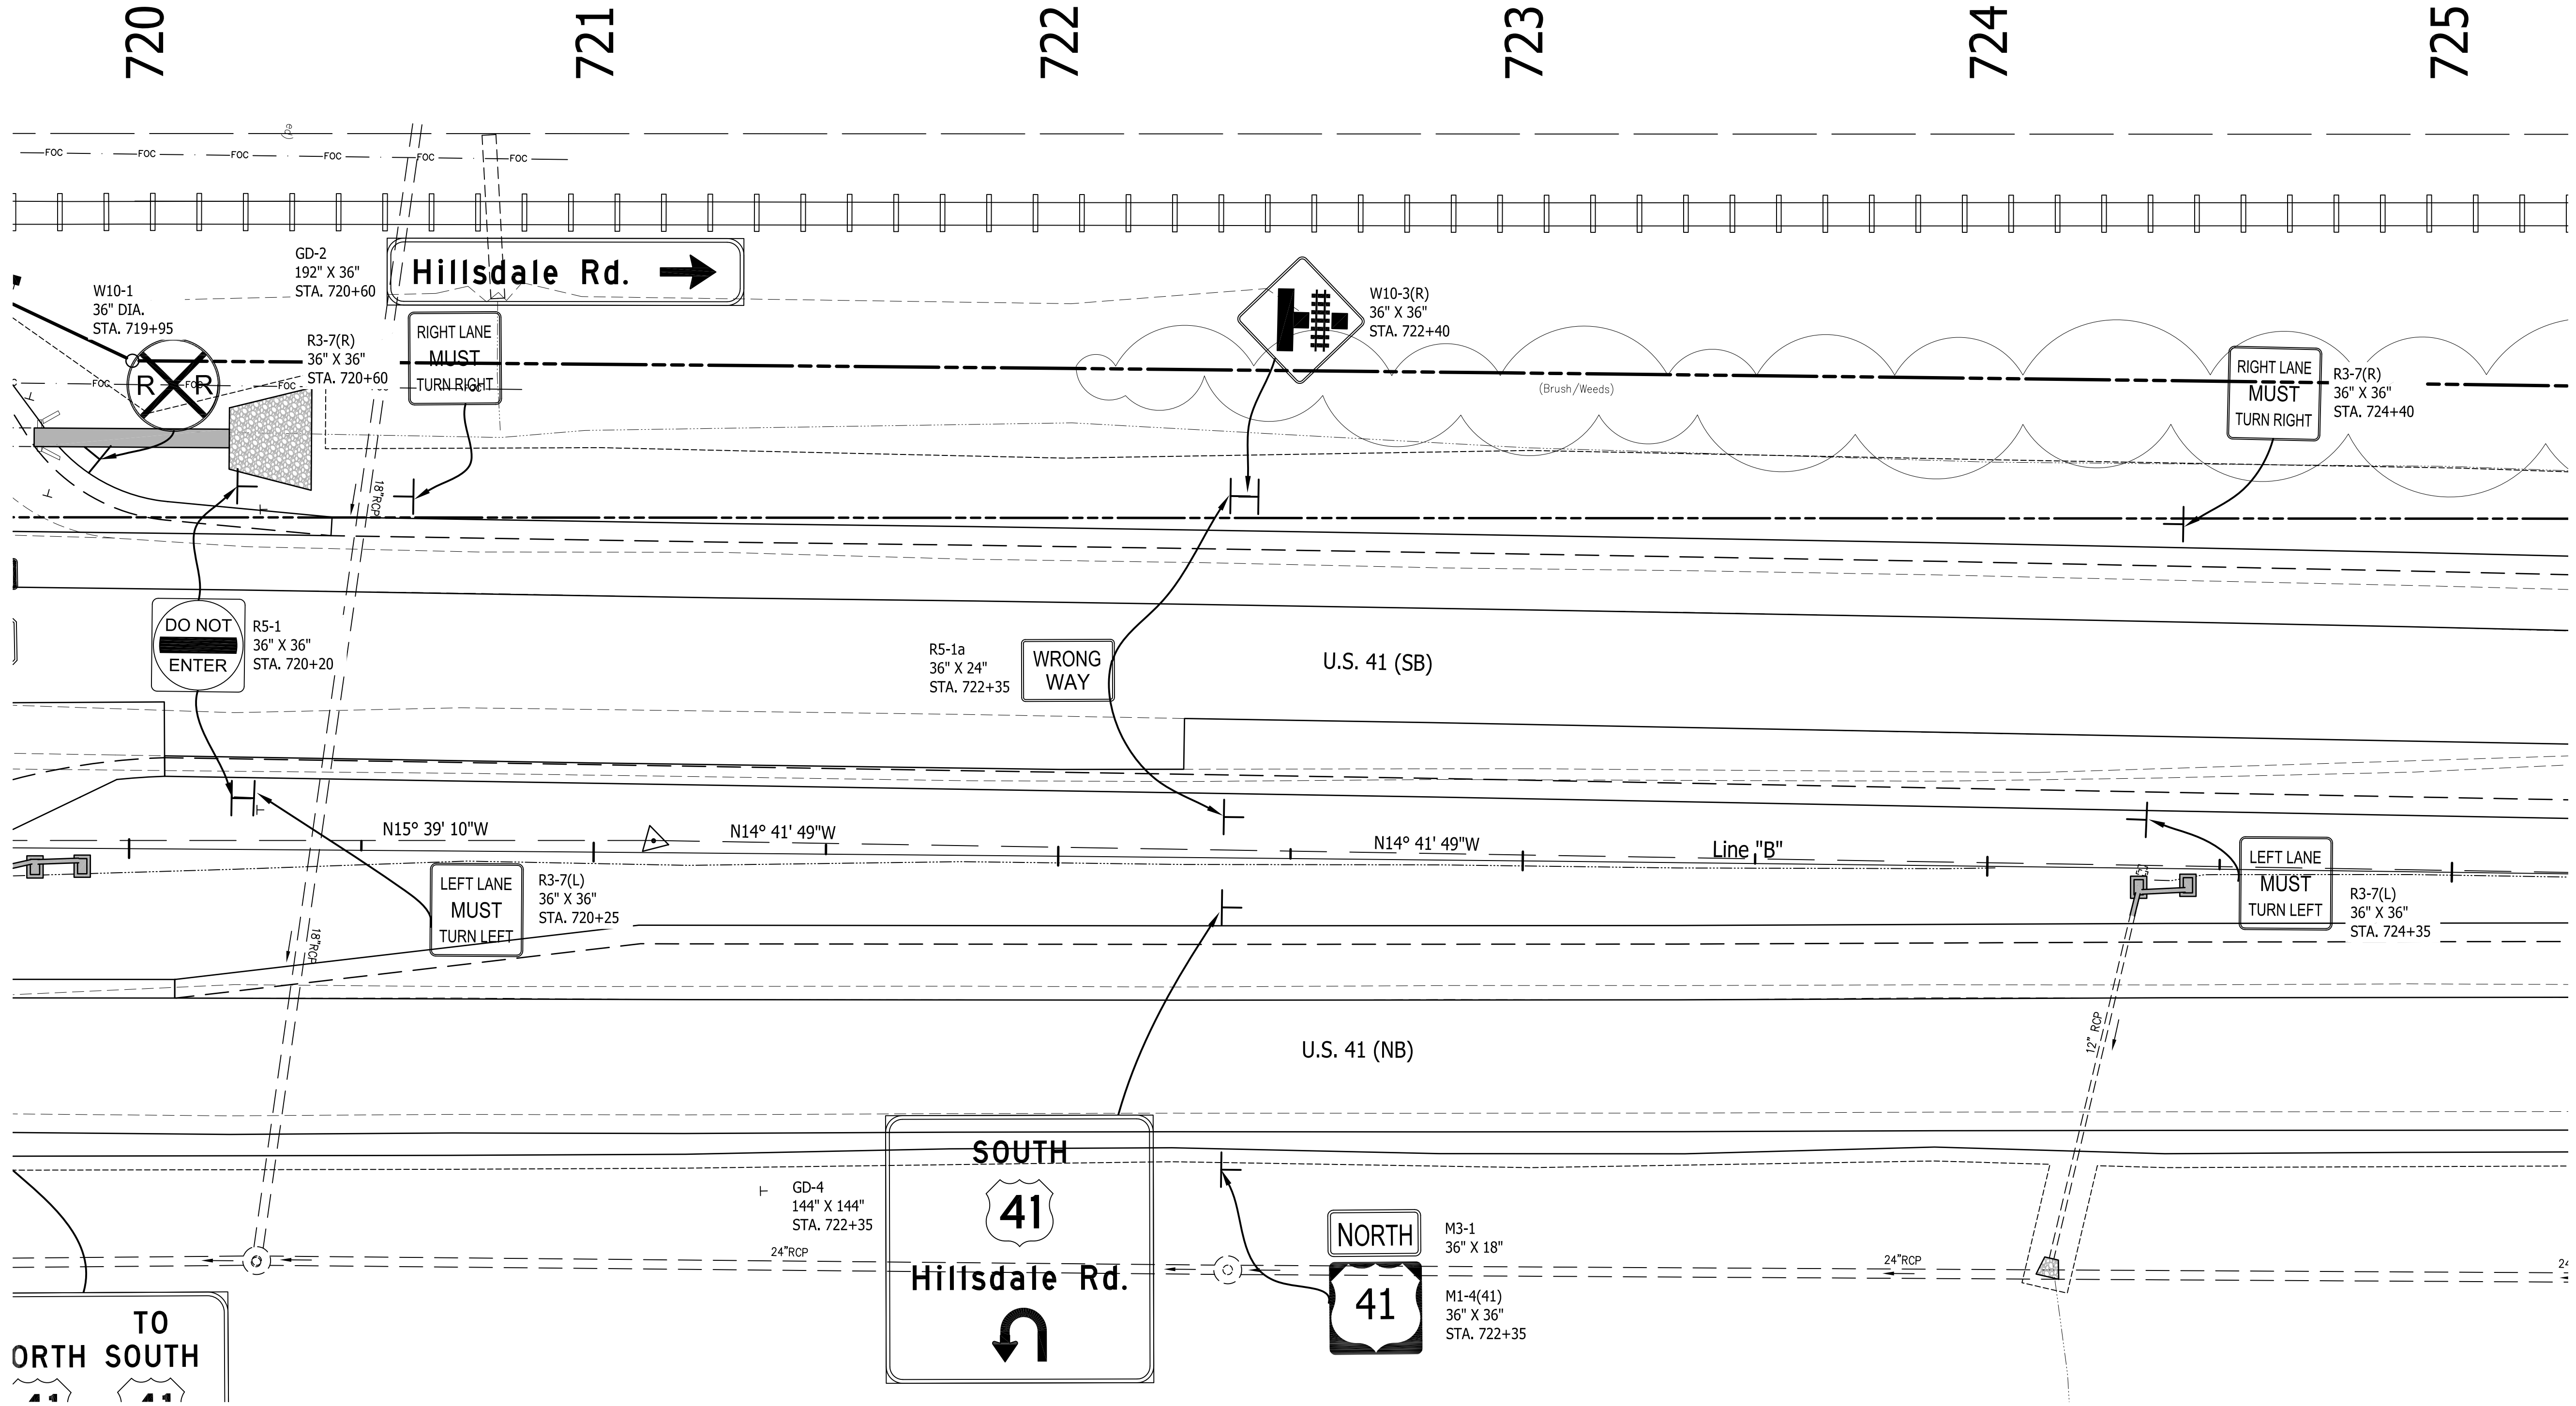 720
721
722
723
724
725
FOC
FOC
FOC
FOC
FOC
FOC
GD-2
192" X 36"
STA. 720+60
Hillsdale Rd.
W10-1
36" DIA.
STA. 719+95
R R
FOC
FOC
FOC
FOC
R3-7(R)
36" X 36"
STA. 720+60
RIGHT LANE
MUST
TURN RIGHT
W10-3(R)
36" X 36"
STA. 722+40
(Brush/Weeds)
RIGHT LANE
MUST
TURN RIGHT
R3-7(R)
36" X 36"
STA. 724+40
18"RCP
DO NOT
ENTER
R5-1
36" X 36"
STA. 720+20
R5-1a
36" X 24"
STA. 722+35
WRONG
WAY
U.S. 41 (SB)
N15° 39' 10"W
N14° 41' 49"W
N14° 41' 49"W
Line "B"
LEFT LANE
MUST
TURN LEFT
R3-7(L)
36" X 36"
STA. 720+25
LEFT LANE
MUST
TURN LEFT
R3-7(L)
36" X 36"
STA. 724+35
18"RCP
12" RCP
U.S. 41 (NB)
GD-4
144" X 144"
STA. 722+35
SOUTH
41
Hillsdale Rd.
24"RCP
NORTH
M3-1
36" X 18"
41
M1-4(41)
36" X 36"
STA. 722+35
24"RCP
24
TO
ORTH SOUTH
41 41